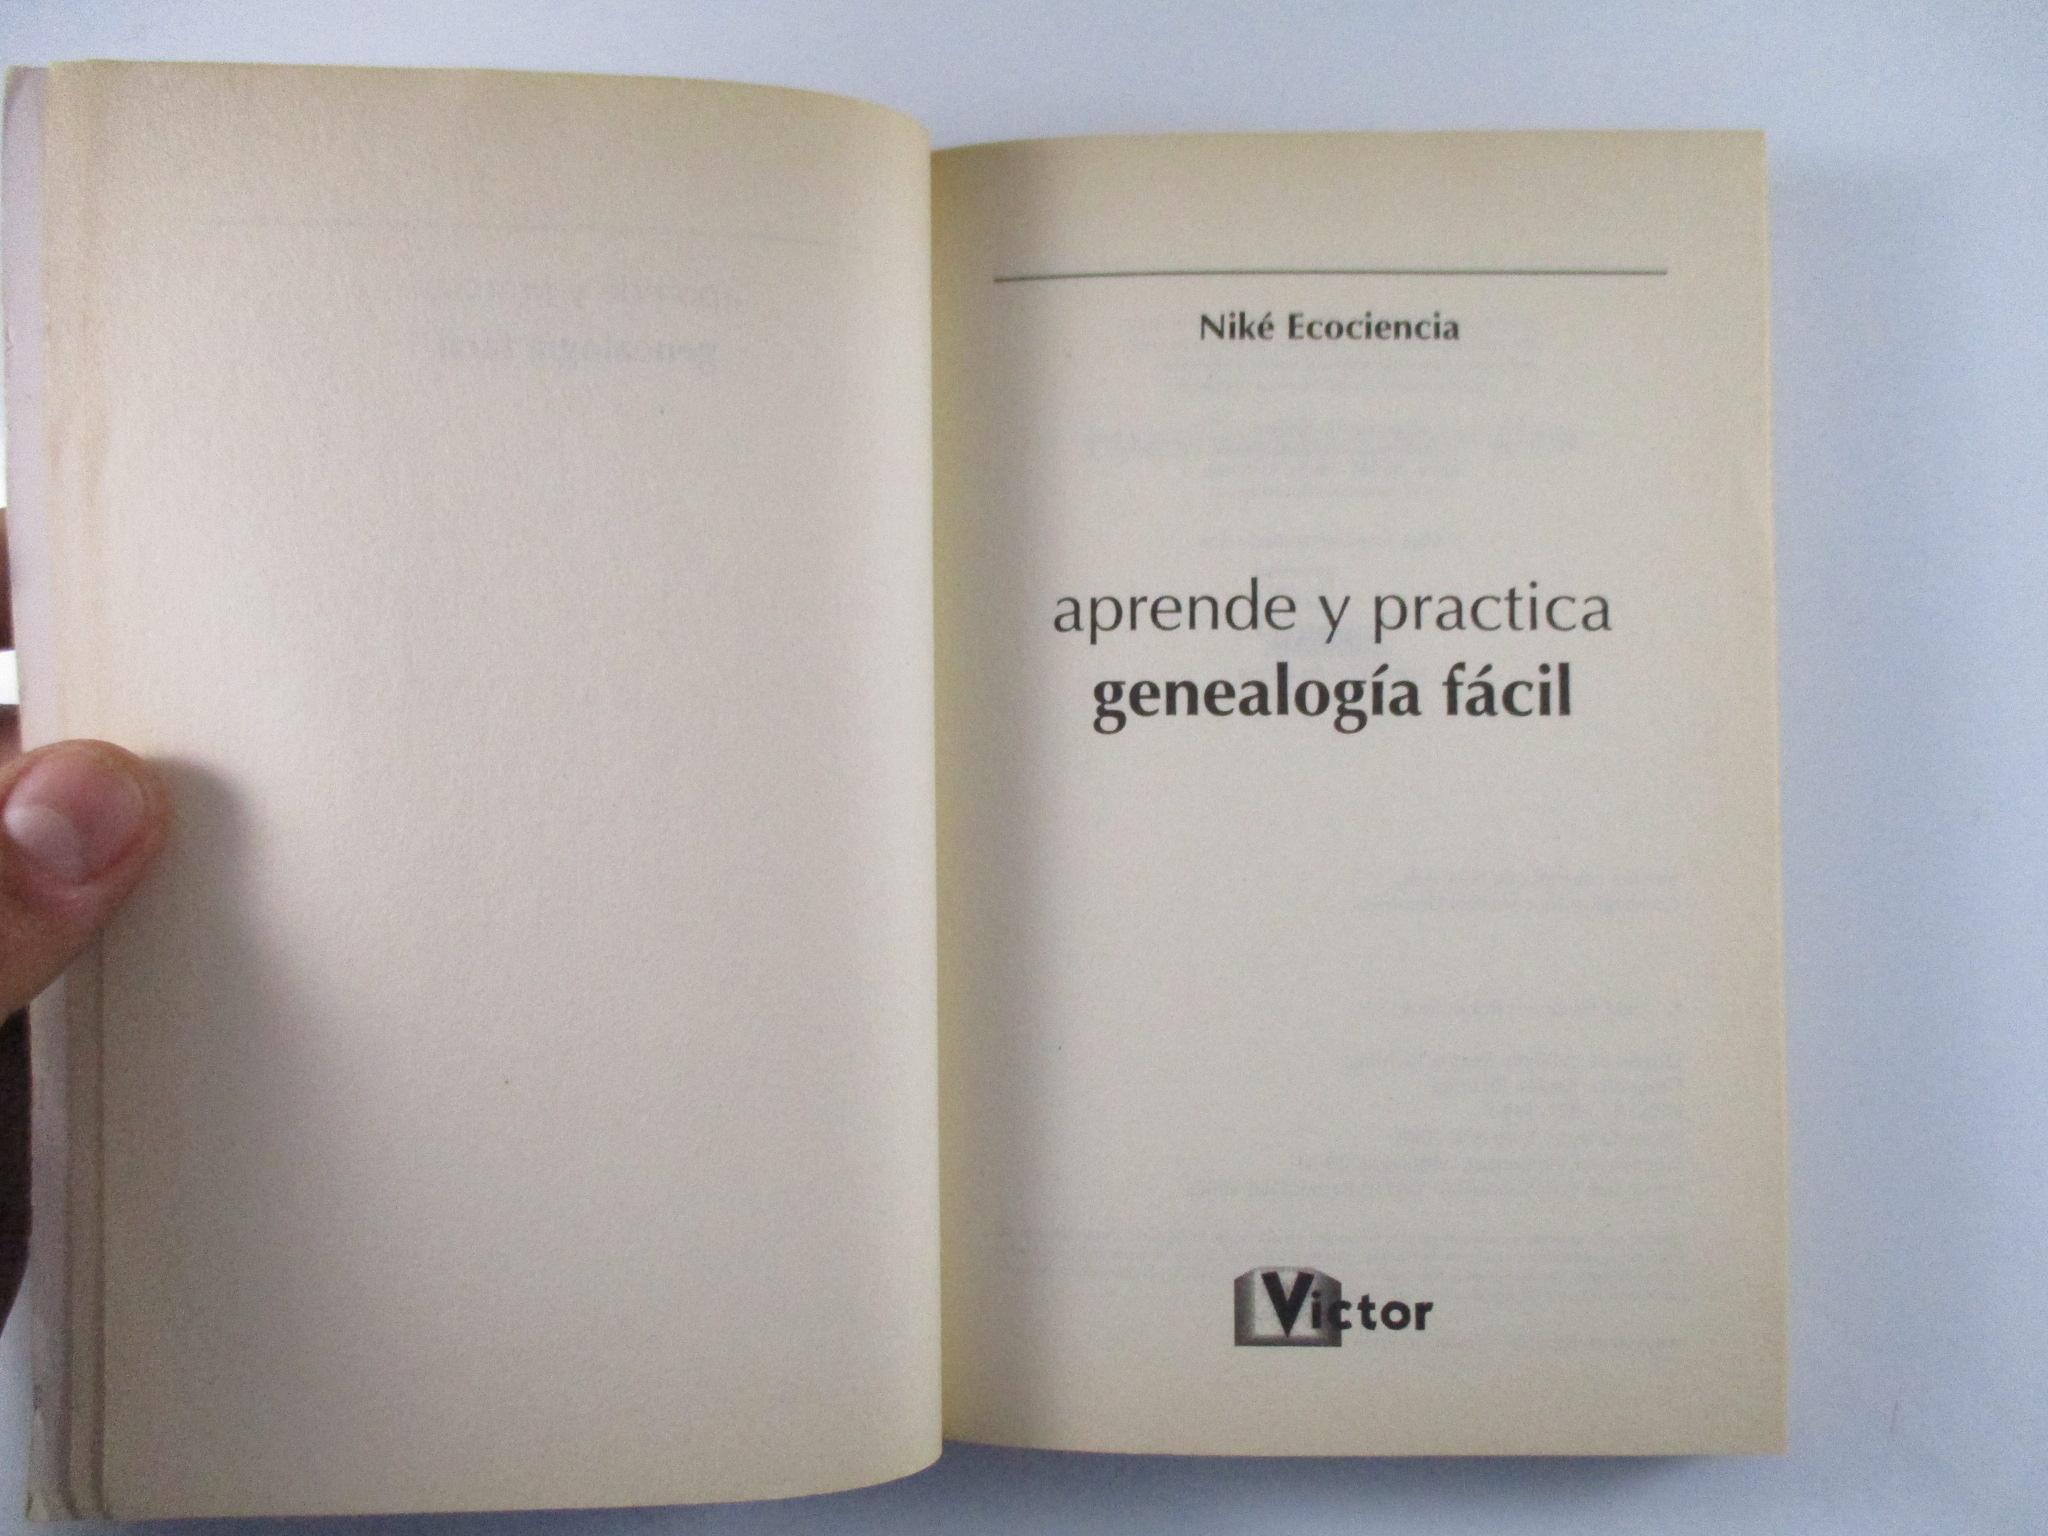 Niké Ecociencia
aprende y practica
genealogía fácil
Victor